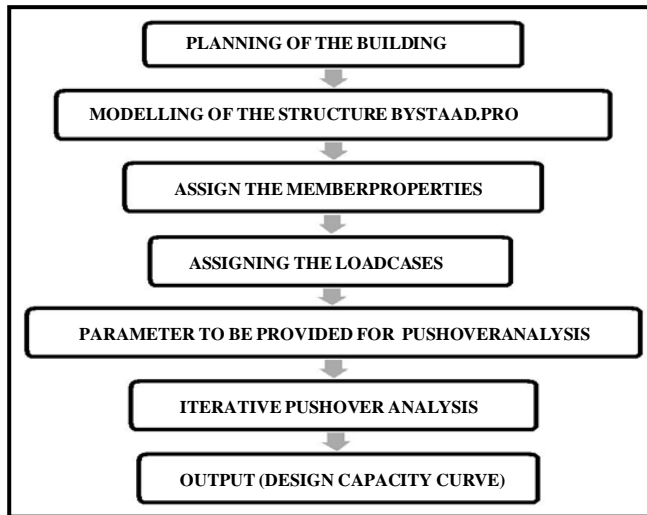 PLANNING OF THE BUILDING
MODELLING OF THE STRUCTURE BYSTAAD.PRO
ASSIGN THE MEMBERPROPERTIES
ASSIGNING THE LOADCASES
PARAMETER TO BE PROVIDED FOR PUSHOVERANALYSIS
ITERATIVE PUSHOVER ANALYSIS
OUTPUT (DESIGN CAPACITY CURVE)